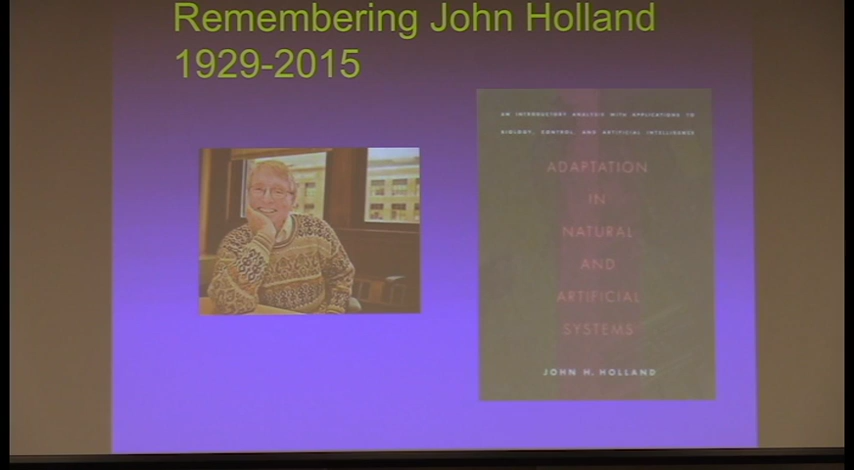 Remembering John Holland
1929-2015
AN INTRODUCTORY ANALYSIS WITH APPLICATIONS TO
BIOLOGY, CONTROL, AND ARTIFICIAL INTELLIGENCE
ADAPTATION
IN
NATURAL
AND
ARTIFICIAL
SYSTEMS
JOHN H. HOLLAND